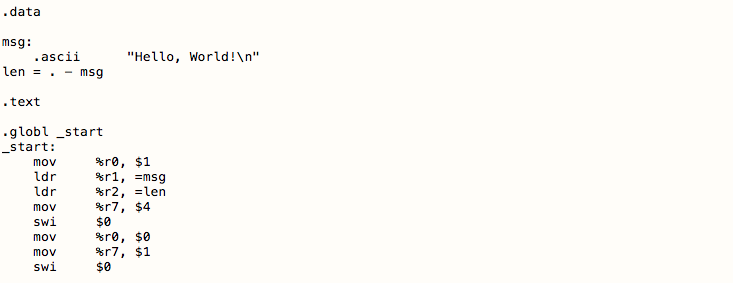 .data
msg:
    .ascii      "Hello, World!\n"
len = . - msg
.text
.globl _start
_start:
    mov     %r0, $1
    ldr     %r1, =msg
    ldr     %r2, =len
    mov     %r7, $4
    swi     $0
    mov     %r0, $0
    mov     %r7, $1
    swi     $0